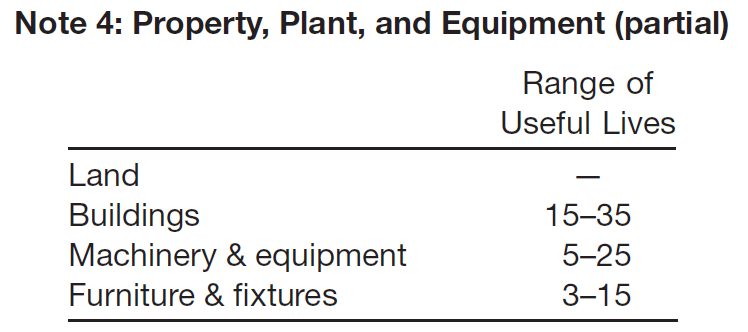 Note 4: Property, Plant, and Equipment (partial)
Range of
Useful Lives
Land —
Buildings 15–35
Machinery & equipment 5–25
Furniture & fixtures 3–15